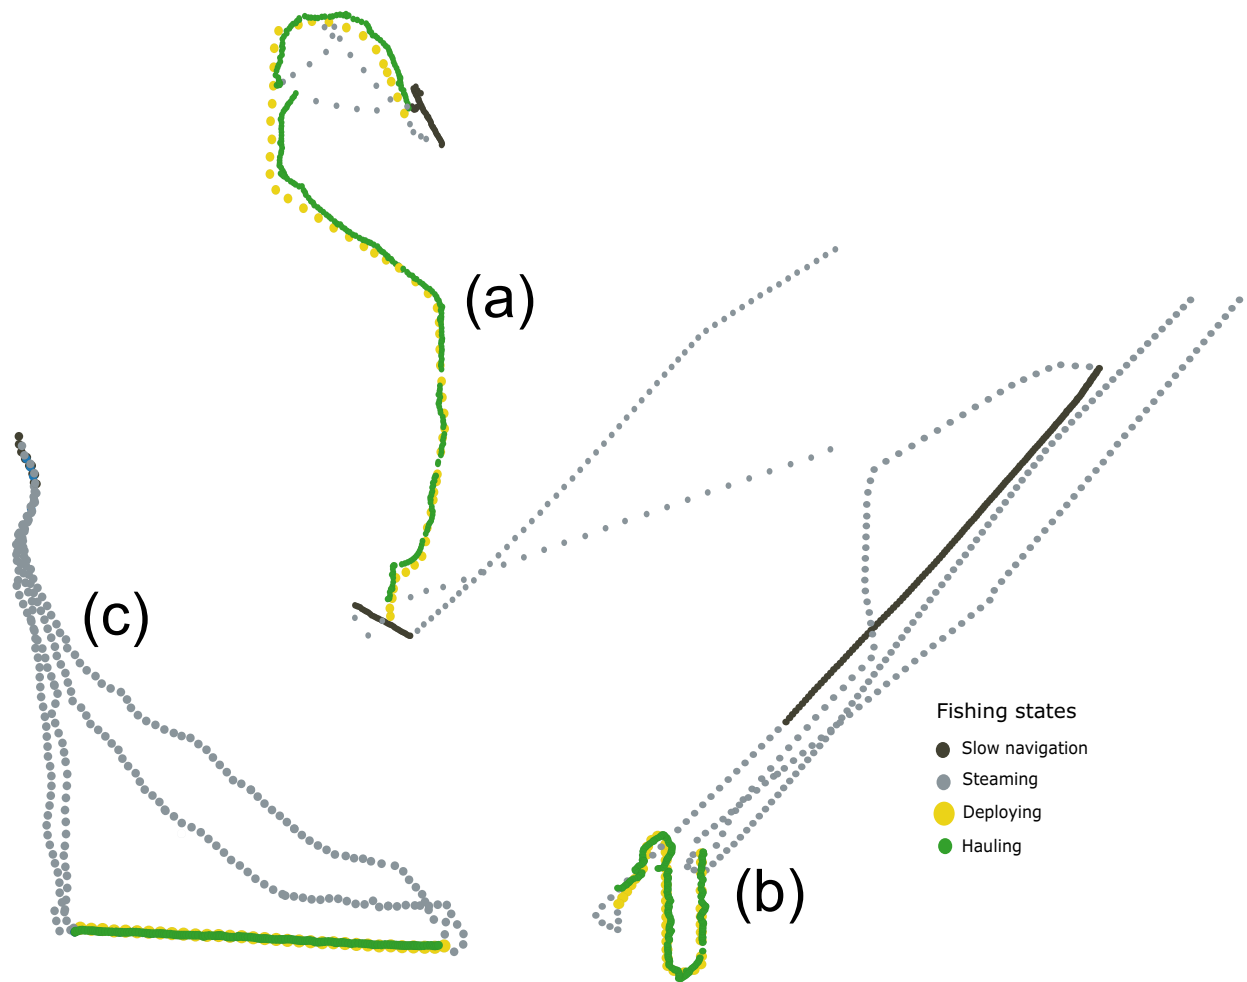 (a)
(c)
Fishing states
Slow navigation
Steaming
Deploying
Hauling
(b)